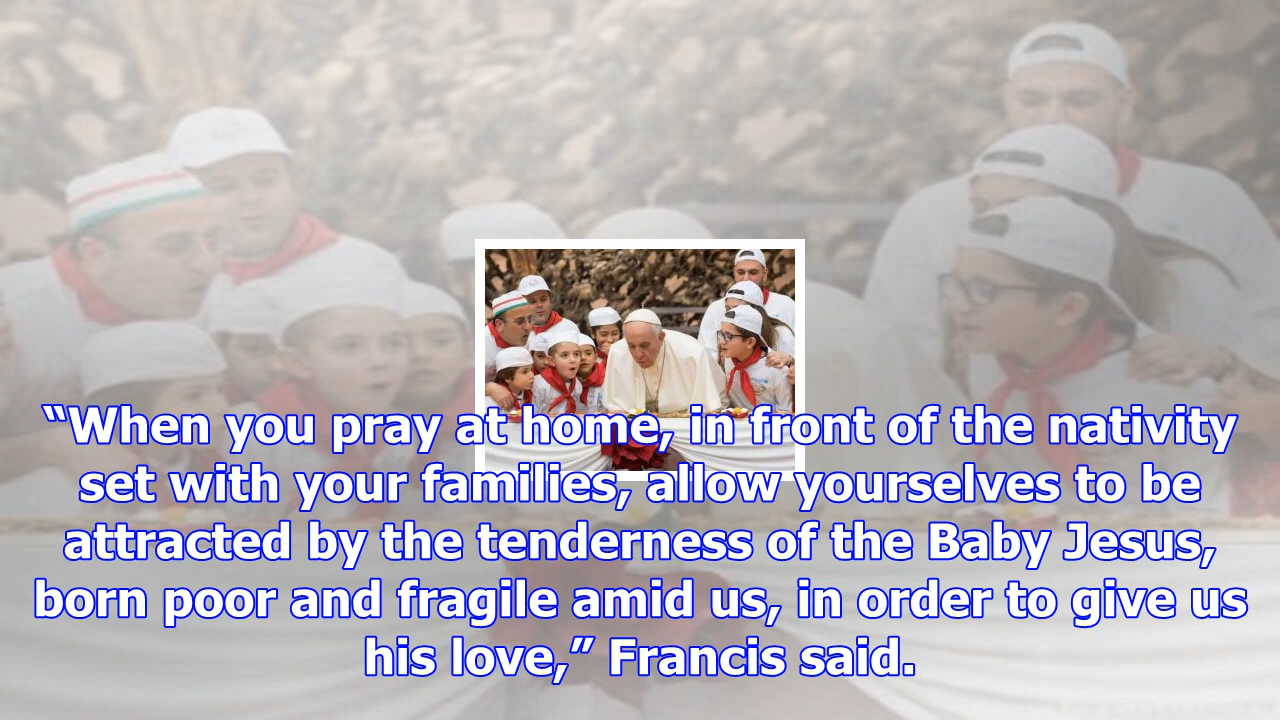 “When you pray at home, in front of the nativity
set with your families, allow yourselves to be
attracted by the tenderness of the Baby Jesus,
born poor and fragile amid us, in order to give us
his love,” Francis said.